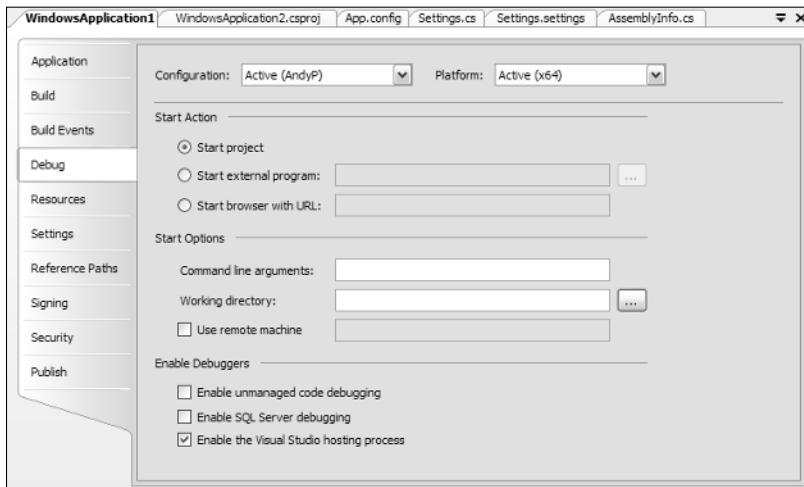 WindowsApplication1 WindowsApplication2.csproj App.config Settings.cs Settings.settings AssemblyInfo.cs
Application
Build
Build Events
Debug
Resources
Settings
Reference Paths
Signing
Security
Publish
Configuration: Active (AndyP) Platform: Active (x64)
Start Action
Start project
Start external program: ...
Start browser with URL:
Start Options
Command line arguments:
Working directory: ...
Use remote machine
Enable Debuggers
Enable unmanaged code debugging
Enable SQL Server debugging
Enable the Visual Studio hosting process